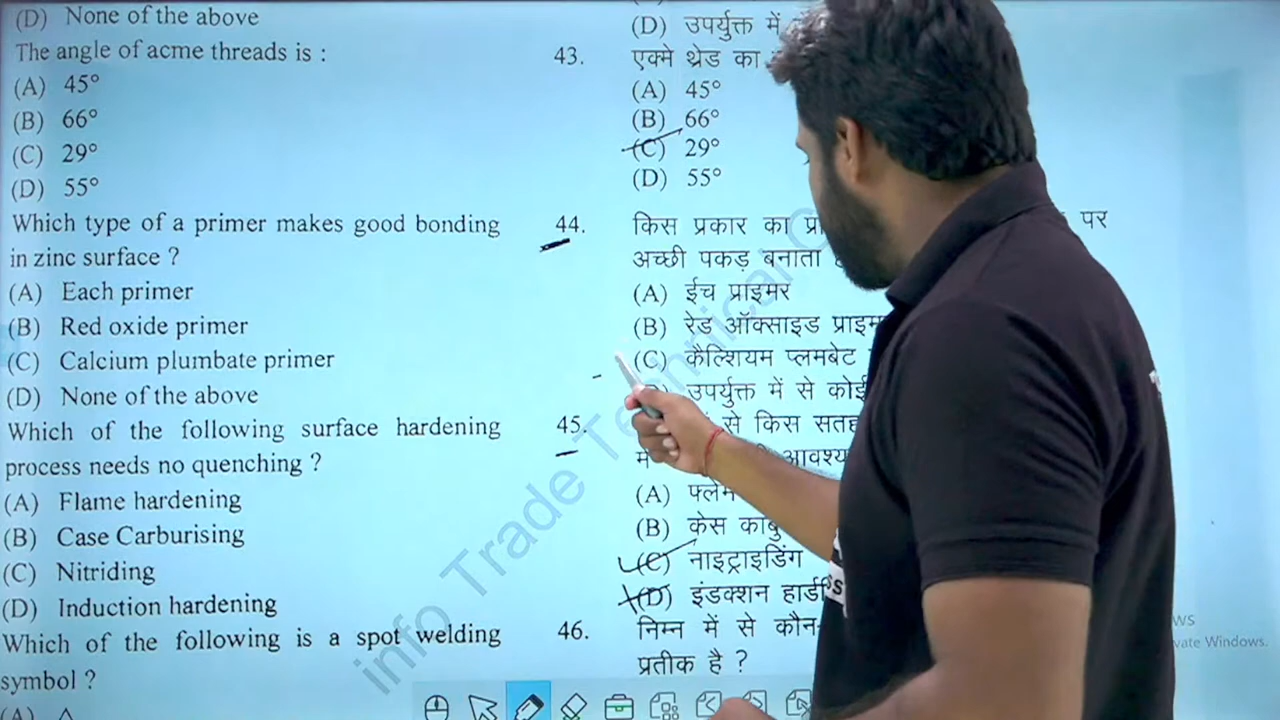 (D) None of the above
The angle of acme threads is :
(A) 45°
(B) 66°
(C) 29°
(D) 55°
Which type of a primer makes good bonding
in zinc surface ?
(A) Each primer
(B) Red oxide primer
(C) Calcium plumbate primer
(D) None of the above
Which of the following surface hardening
process needs no quenching ?
(A) Flame hardening
(B) Case Carburising
(C) Nitriding
(D) Induction hardening
Which of the following is a spot welding
symbol ?
(A)
(D) उपर्युक्त में
43. एक्मे थ्रेड का
(A) 45°
(B) 66°
(C) 29°
(D) 55°
44. किस प्रकार का पर
अच्छी पकड़ बनाता
(A) ईच प्राइमर
(B) रेड ऑक्साइड
(C) कैल्शियम प्लमबेट
उपर्युक्त में से कोई
45. से किस
(A)
(B) केस
(C) नाइट्राइडिंग
(D) इंडक्शन
46. निम्न में से
प्रतीक है ?
info Trade
vate Windows.